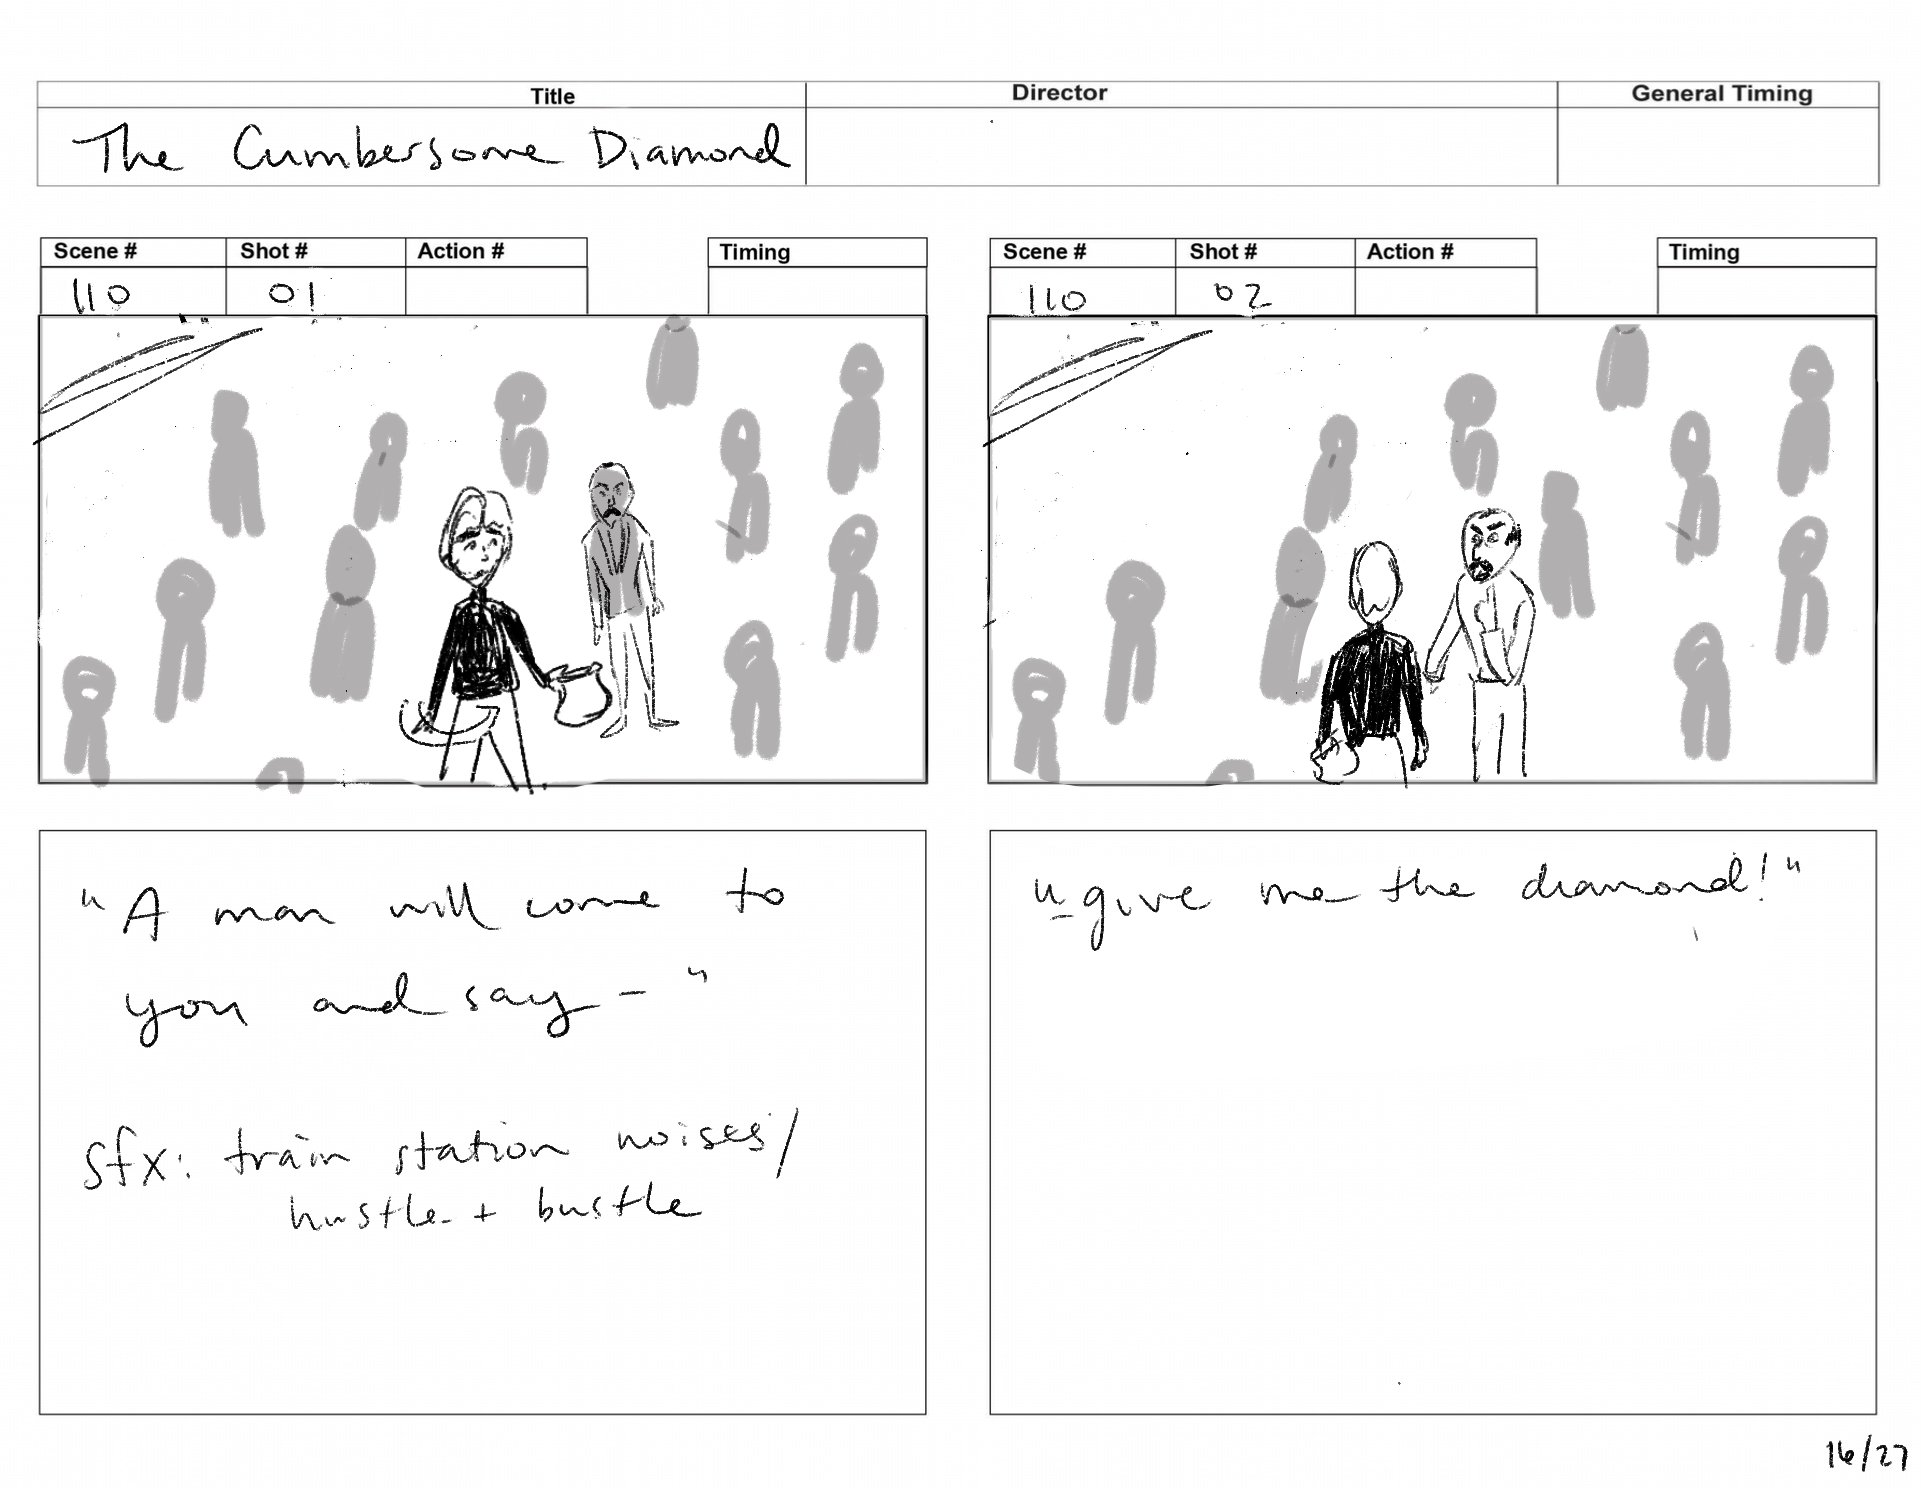 Title
Director
General Timing
The Cumbersome Diamond
Scene #
Shot #
Action #
Timing
110
01
Scene #
Shot #
Action #
Timing
110
02
"A man will come to
you and say – "
sfx: train station noises/
hustle + bustle
"–give me the diamond!"
16/27